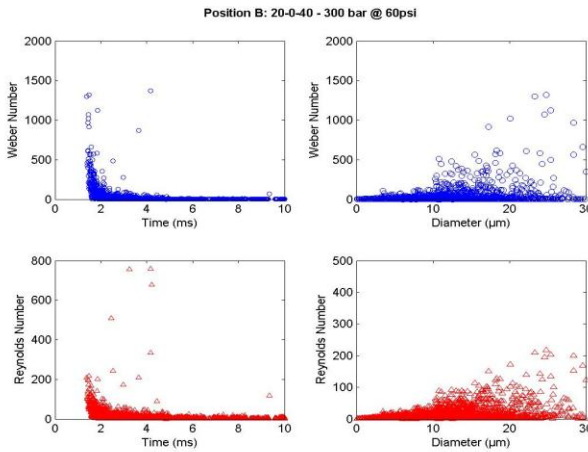 Position B: 20-0-40 - 300 bar @ 60psi
2000
1500
1000
500
0
Weber Number
0 2 4 6 8 10
Time (ms)
2000
1500
1000
500
0
Weber Number
0 10 20 30
Diameter (µm)
800
600
400
200
0
Reynolds Number
0 2 4 6 8 10
Time (ms)
500
400
300
200
100
0
Reynolds Number
0 10 20 30
Diameter (µm)